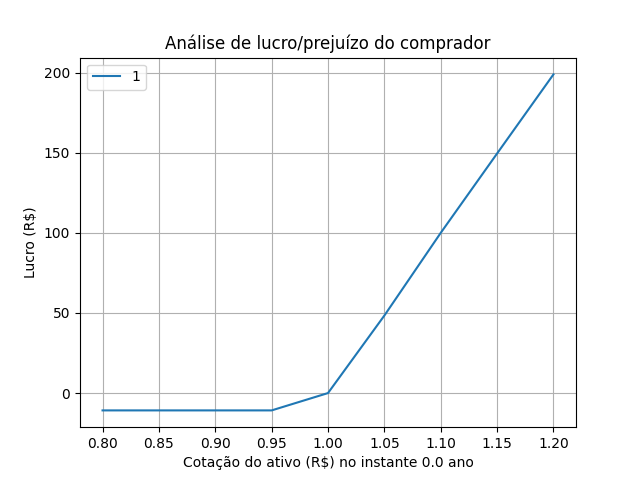 Análise de lucro/prejuízo do comprador
1
200
150
100
50
0
Lucro (R$)
0.80 0.85 0.90 0.95 1.00 1.05 1.10 1.15 1.20
Cotação do ativo (R$) no instante 0.0 ano